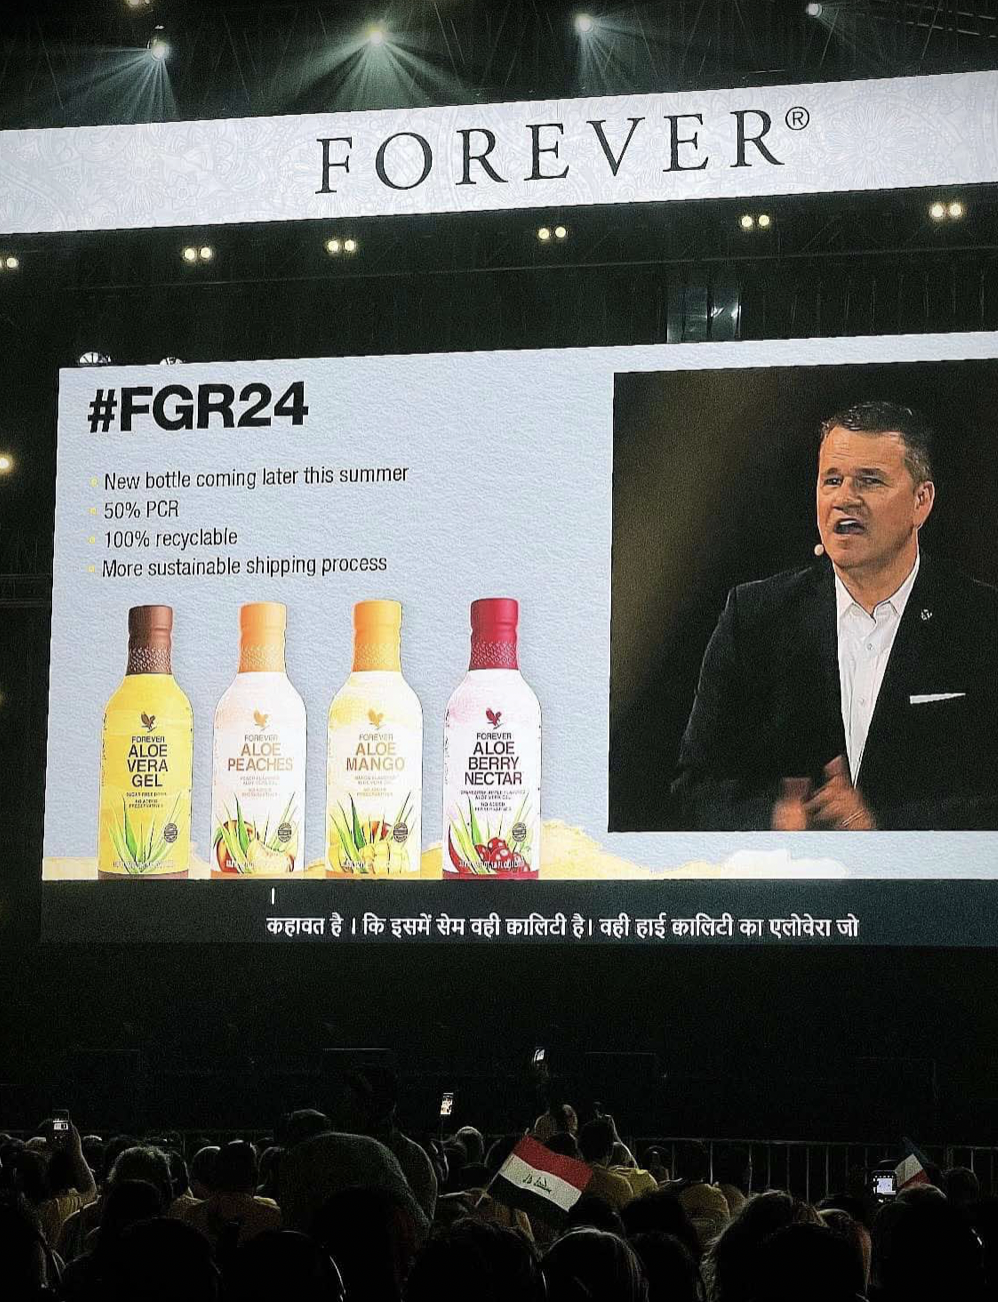 FOREVER®
#FGR24
New bottle coming later this summer
50% PCR
100% recyclable
More sustainable shipping process
FOREVER
ALOE
VERA
GEL
FOREVER
ALOE
PEACHES
FOREVER
ALOE
MANGO
FOREVER
ALOE
BERRY
NECTAR
कहावत है । कि इसमें सेम वही क्वालिटी है। वही हाई क्वालिटी का एलोवेरा जो